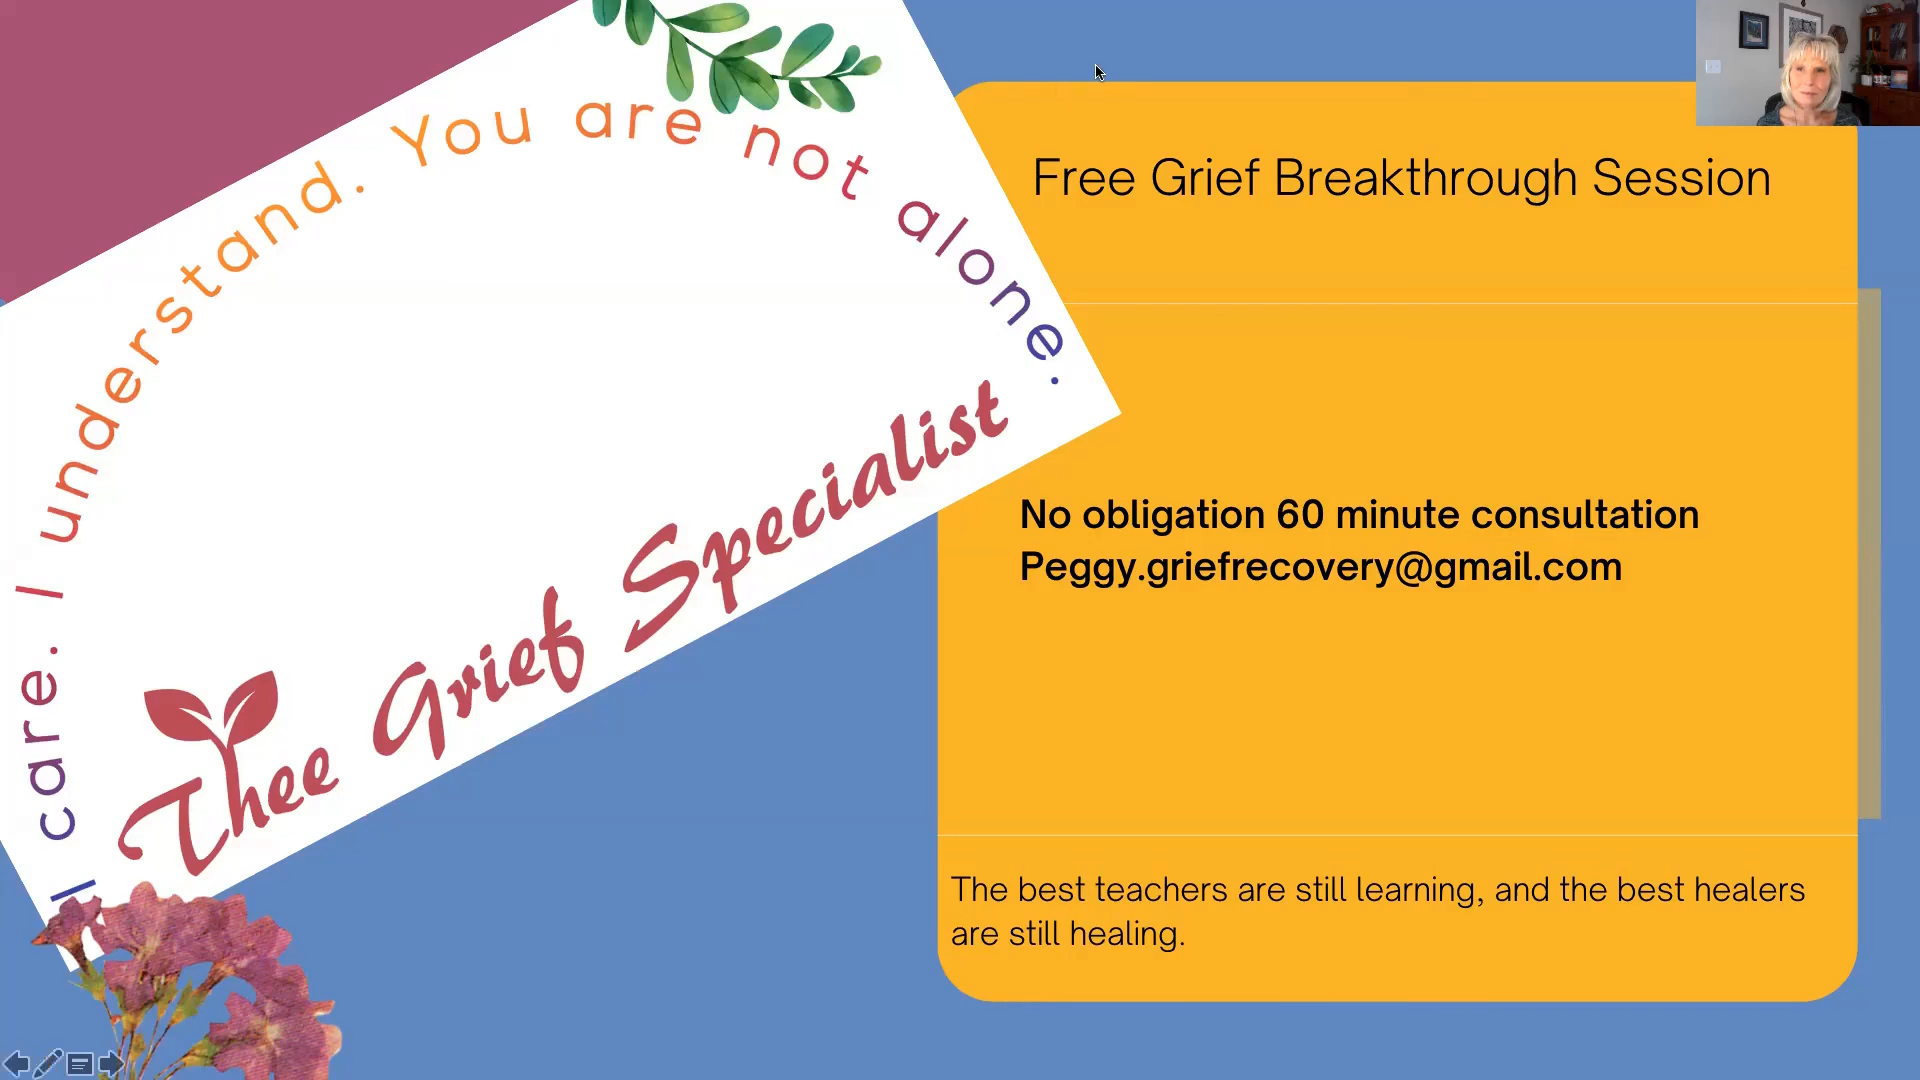 I care. I understand. You are not alone.
Thee Grief Specialist
Free Grief Breakthrough Session
No obligation 60 minute consultation
Peggy.griefrecovery@gmail.com
The best teachers are still learning, and the best healers
are still healing.